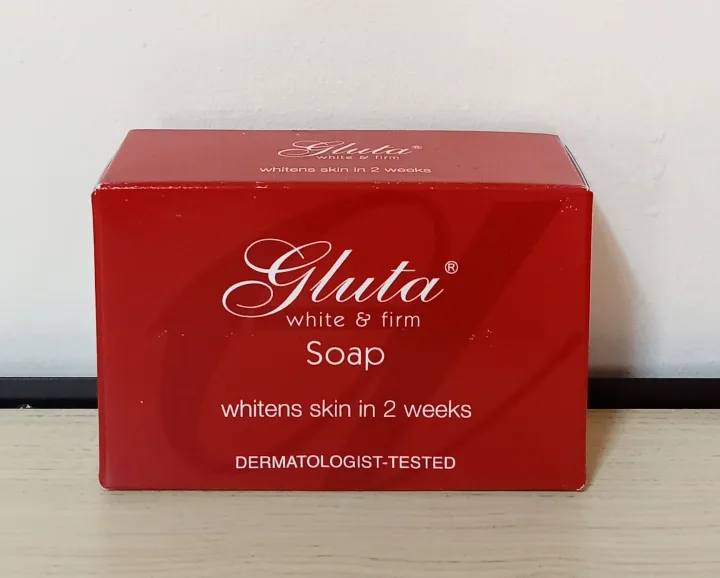 Gluta®
white & firm
whitens skin in 2 weeks
Gluta®
white & firm
Soap
whitens skin in 2 weeks
DERMATOLOGIST-TESTED